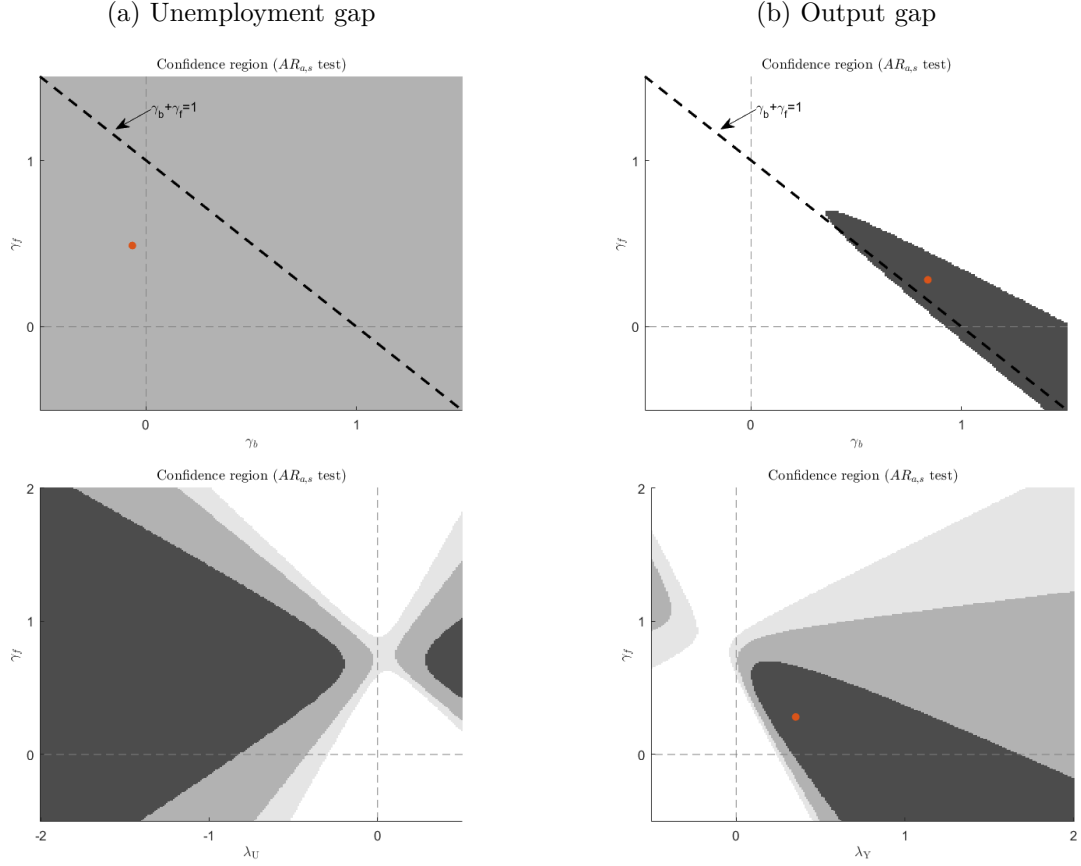 (a) Unemployment gap
(b) Output gap
Confidence region (AR_{a,s} test)
γ_b+γ_f=1
1
0
γ_f
0
1
γ_b
Confidence region (AR_{a,s} test)
γ_b+γ_f=1
1
0
γ_f
0
1
γ_b
Confidence region (AR_{a,s} test)
2
1
0
γ_f
-2
-1
0
λ_U
Confidence region (AR_{a,s} test)
2
1
0
γ_f
0
1
2
λ_Y